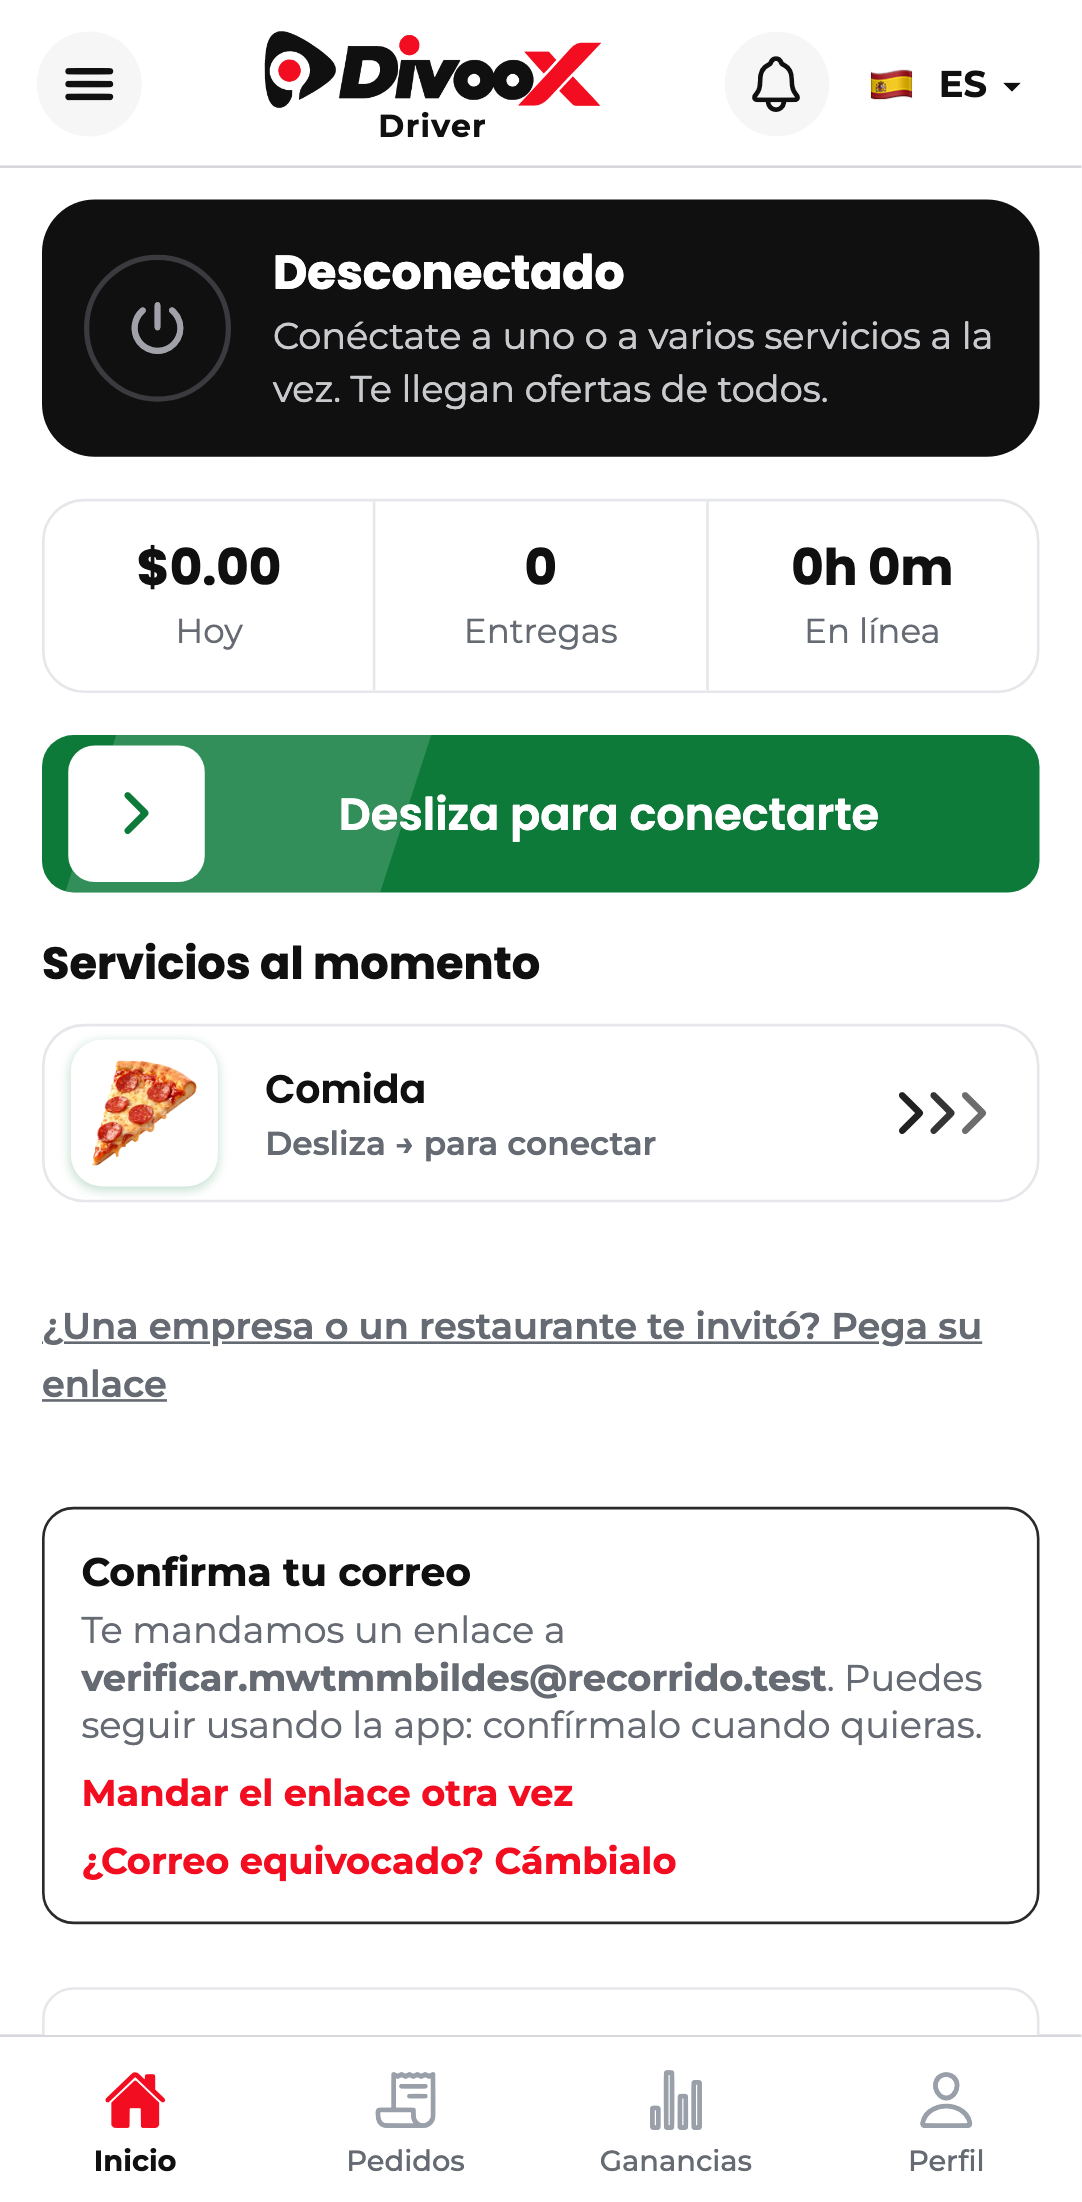 DivooX
Driver
ES
Desconectado
Conéctate a uno o a varios servicios a la
vez. Te llegan ofertas de todos.
$0.00
Hoy
0
Entregas
0h 0m
En línea
Desliza para conectarte
Servicios al momento
Comida
Desliza → para conectar
¿Una empresa o un restaurante te invitó? Pega su
enlace
Confirma tu correo
Te mandamos un enlace a
verificar.mwtmmbildes@recorrido.test. Puedes
seguir usando la app: confírmalo cuando quieras.
Mandar el enlace otra vez
¿Correo equivocado? Cámbialo
Inicio
Pedidos
Ganancias
Perfil